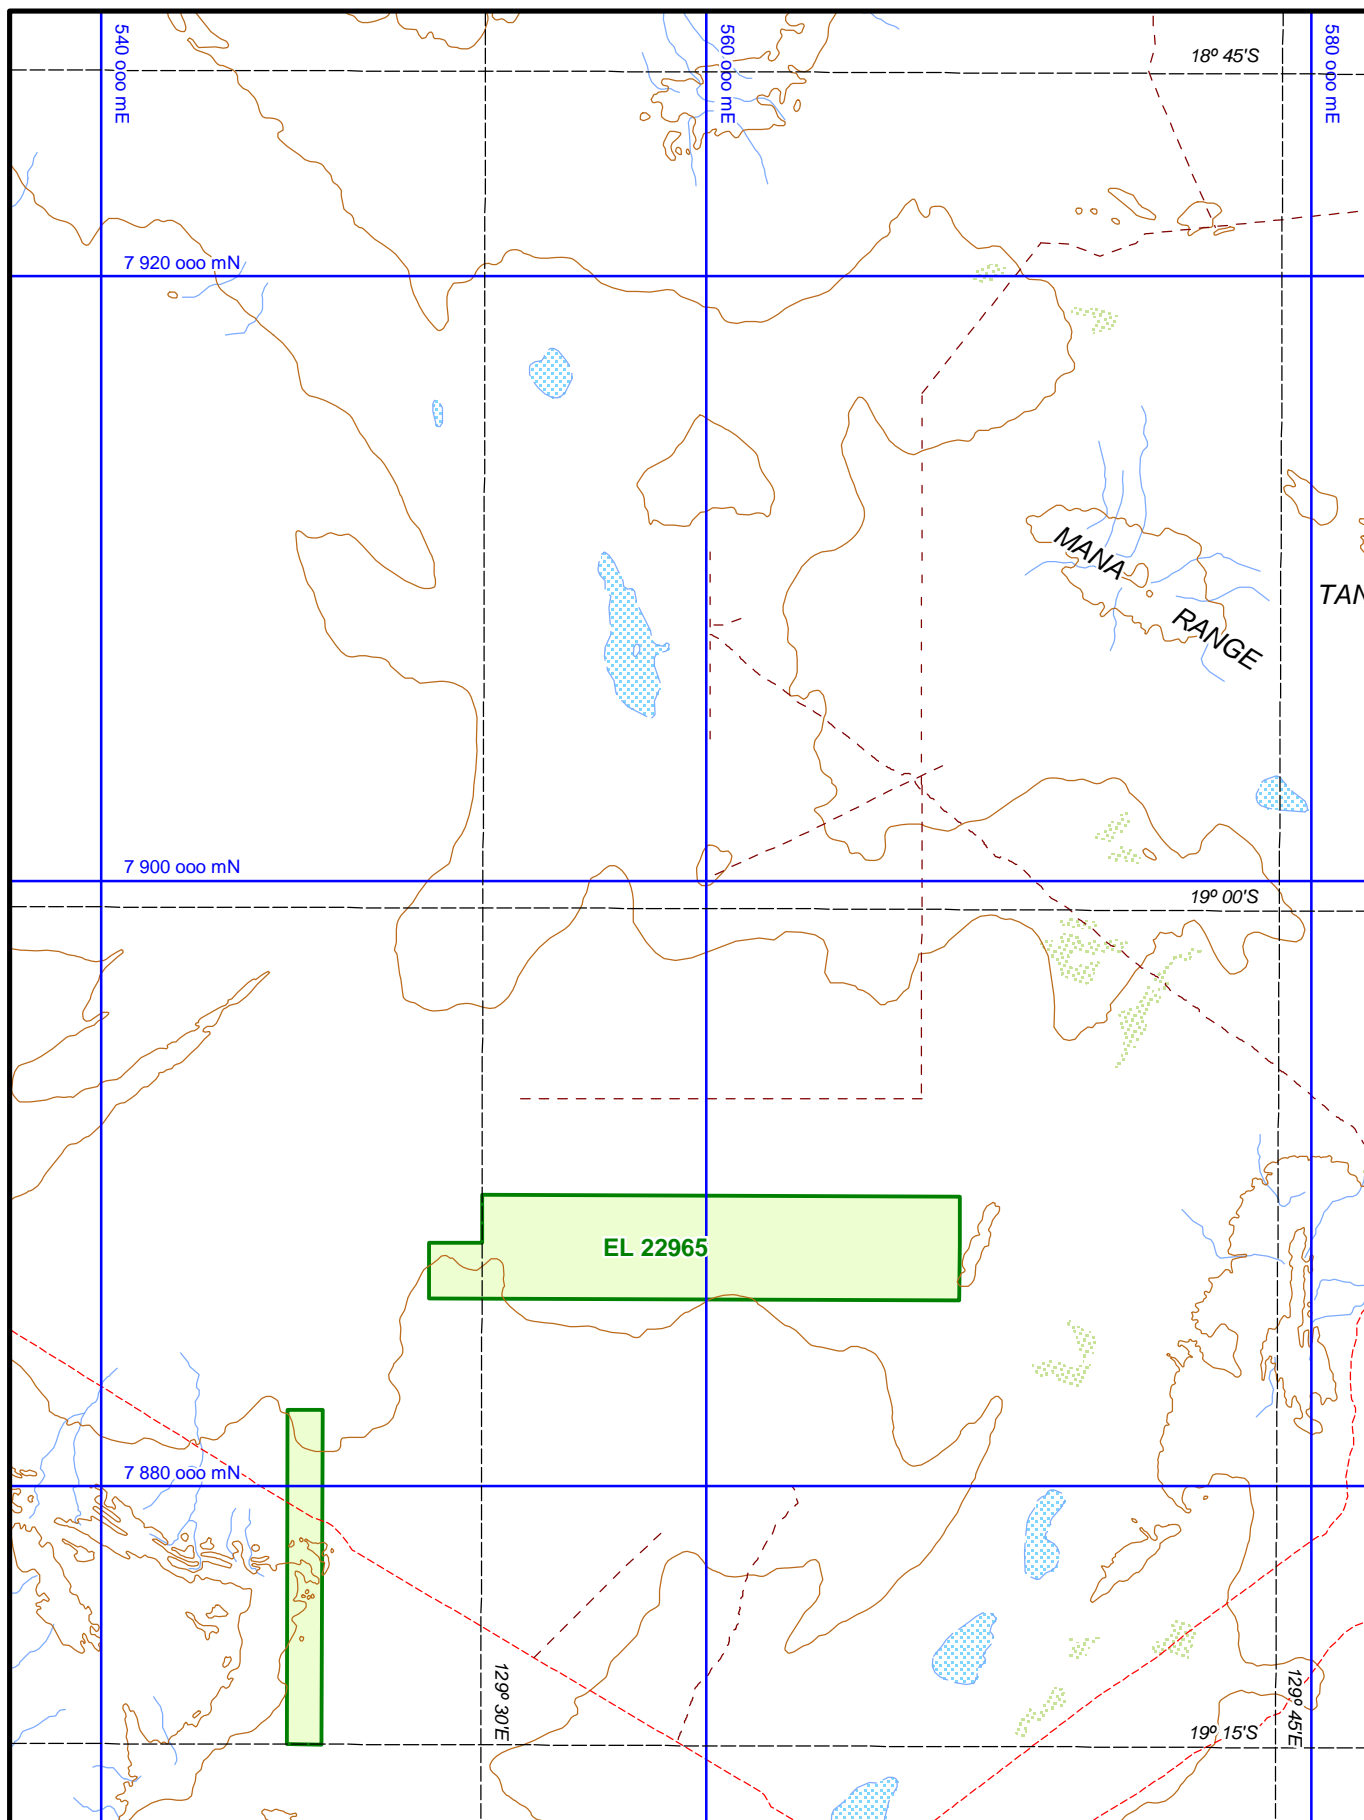 540 000 mE
560 000 mE
580 000 mE
18º 45'S
7 920 000 mN
MANA
RANGE
TAN
7 900 000 mN
19º 00'S
EL 22965
7 880 000 mN
129º 30'E
129º 45'E
19º 15'S